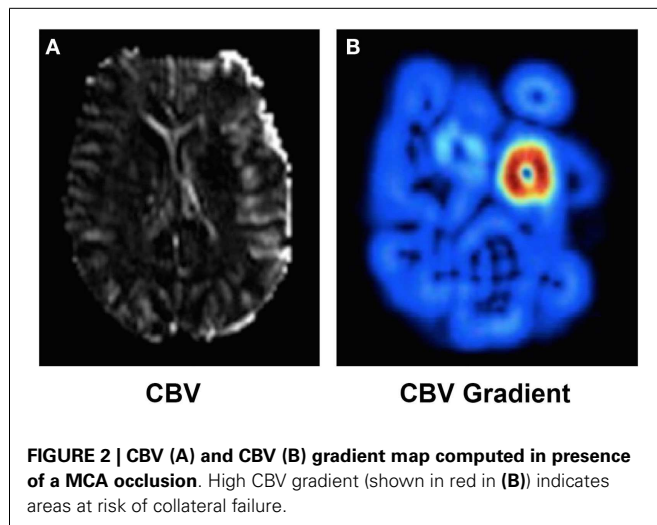 A
B
CBV
CBV Gradient
FIGURE 2 | CBV (A) and CBV (B) gradient map computed in presence
of a MCA occlusion. High CBV gradient (shown in red in (B)) indicates
areas at risk of collateral failure.